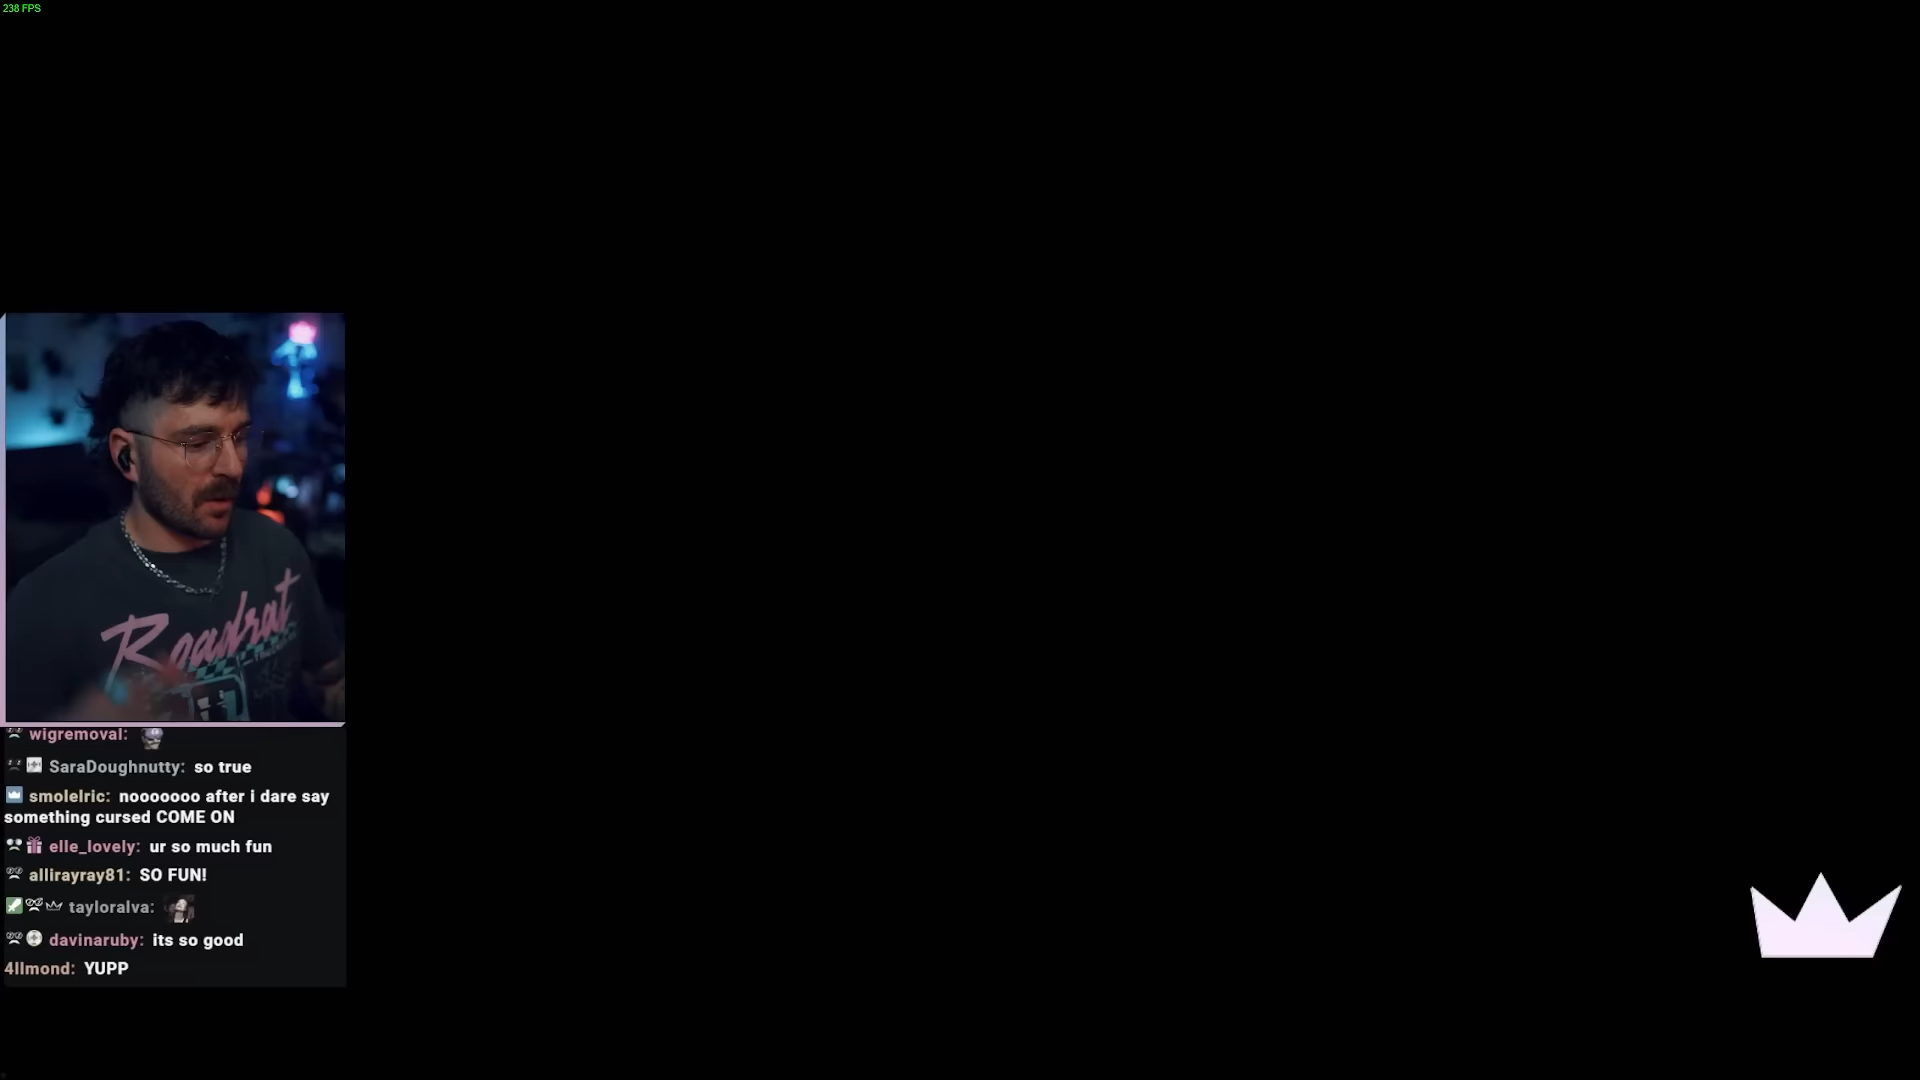 238 FPS
Roadrat
wigremoval:
SaraDoughnutty: so true
smolelric: nooooooo after i dare say
something cursed COME ON
elle_lovely: ur so much fun
allirayray81: SO FUN!
tayloralva:
davinaruby: its so good
4llmond: YUPP